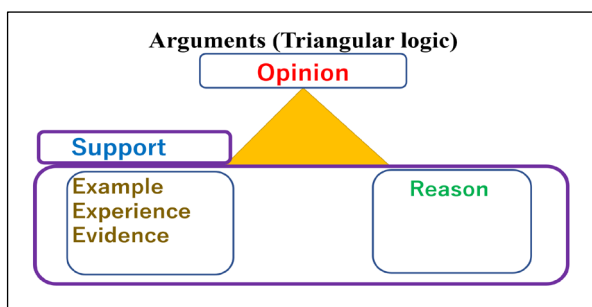 Arguments (Triangular logic)
Opinion
Support
Example
Experience
Evidence
Reason